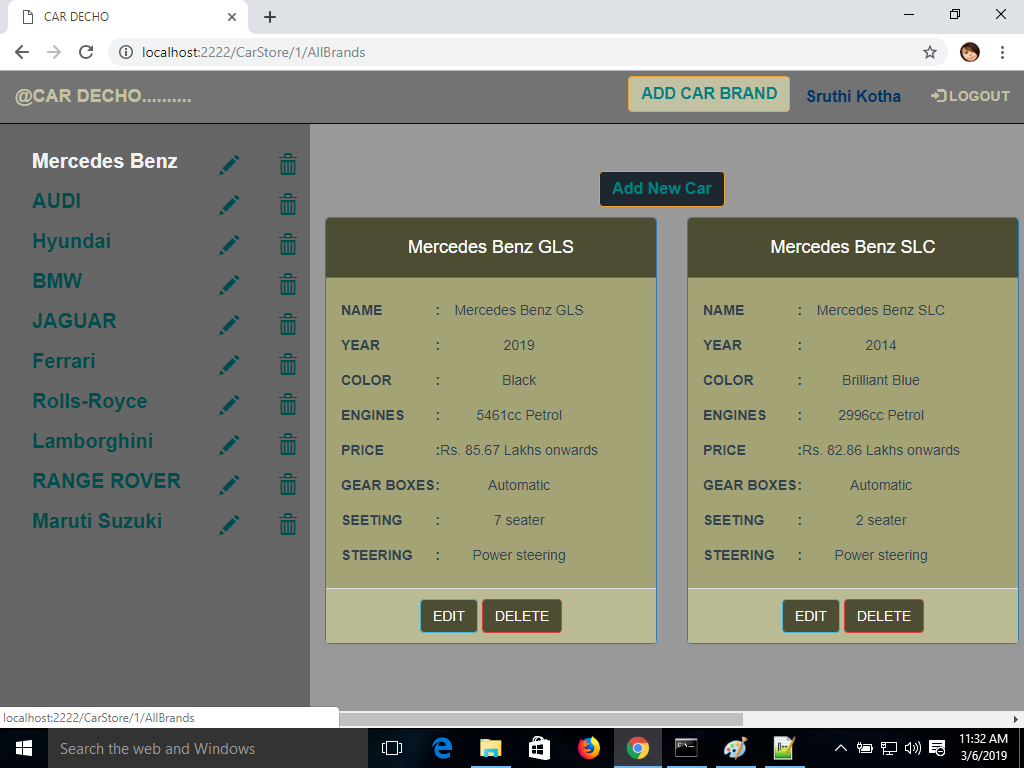 CAR DECHO
localhost:2222/CarStore/1/AllBrands
@CAR DECHO..........
ADD CAR BRAND
Sruthi Kotha
LOGOUT
Mercedes Benz
AUDI
Hyundai
BMW
JAGUAR
Ferrari
Rolls-Royce
Lamborghini
RANGE ROVER
Maruti Suzuki
Add New Car
Mercedes Benz GLS
NAME : Mercedes Benz GLS
YEAR : 2019
COLOR : Black
ENGINES : 5461cc Petrol
PRICE :Rs. 85.67 Lakhs onwards
GEAR BOXES: Automatic
SEETING : 7 seater
STEERING : Power steering
EDIT DELETE
Mercedes Benz SLC
NAME : Mercedes Benz SLC
YEAR : 2014
COLOR : Brilliant Blue
ENGINES : 2996cc Petrol
PRICE :Rs. 82.86 Lakhs onwards
GEAR BOXES: Automatic
SEETING : 2 seater
STEERING : Power steering
EDIT DELETE
localhost:2222/CarStore/1/AllBrands
Search the web and Windows
11:32 AM
3/6/2019